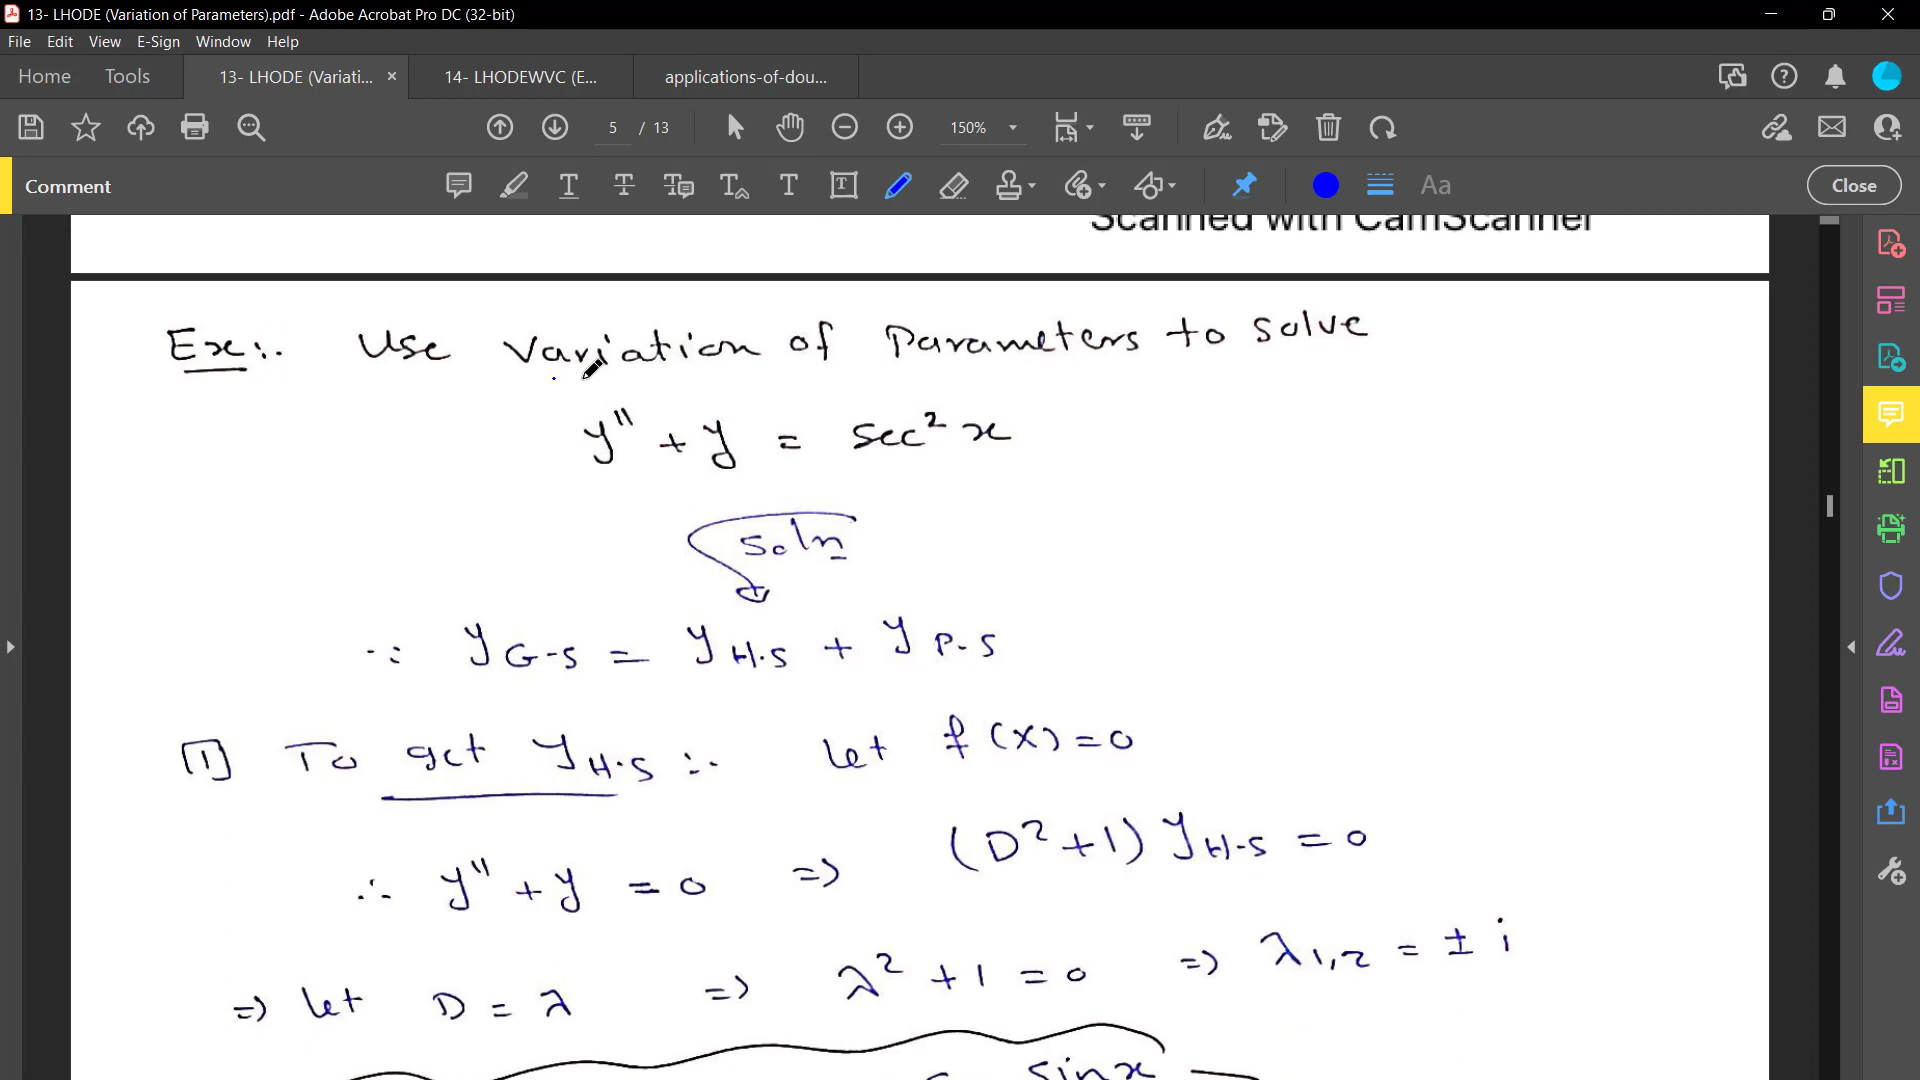 13- LHODE (Variation of Parameters).pdf - Adobe Acrobat Pro DC (32-bit)
File Edit View E-Sign Window Help
Home Tools 13- LHODE (Variati... × 14- LHODEWVC (E... applications-of-dou...
5 / 13 150%
Comment Aa Close
Scanned with CamScanner
Ex:. Use Variation of Parameters to solve
y'' + y = sec² x
Soln
∵ y G-S = y H.S + y P.S
[1] To get y H.S :. let f(x) = 0
∴ y'' + y = 0 => (D² + 1) y H-S = 0
=> let D = λ => λ² + 1 = 0 => λ 1,2 = ± i
sinx